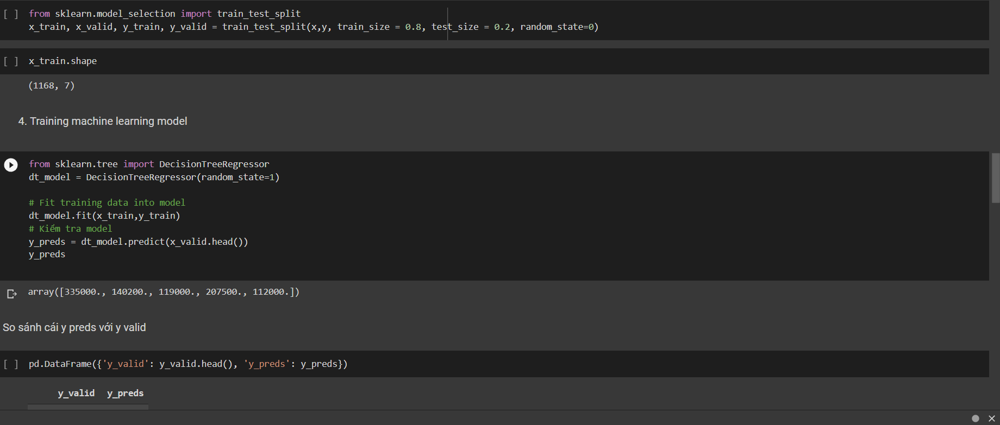 [ ] from sklearn.model_selection import train_test_split
x_train, x_valid, y_train, y_valid = train_test_split(x,y, train_size = 0.8, test_size = 0.2, random_state=0)
[ ] x_train.shape
(1168, 7)
4. Training machine learning model
from sklearn.tree import DecisionTreeRegressor
dt_model = DecisionTreeRegressor(random_state=1)
# Fit training data into model
dt_model.fit(x_train,y_train)
# Kiểm tra model
y_preds = dt_model.predict(x_valid.head())
y_preds
array([335000., 140200., 119000., 207500., 112000.])
So sánh cái y preds với y valid
[ ] pd.DataFrame({'y_valid': y_valid.head(), 'y_preds': y_preds})
y_valid y_preds